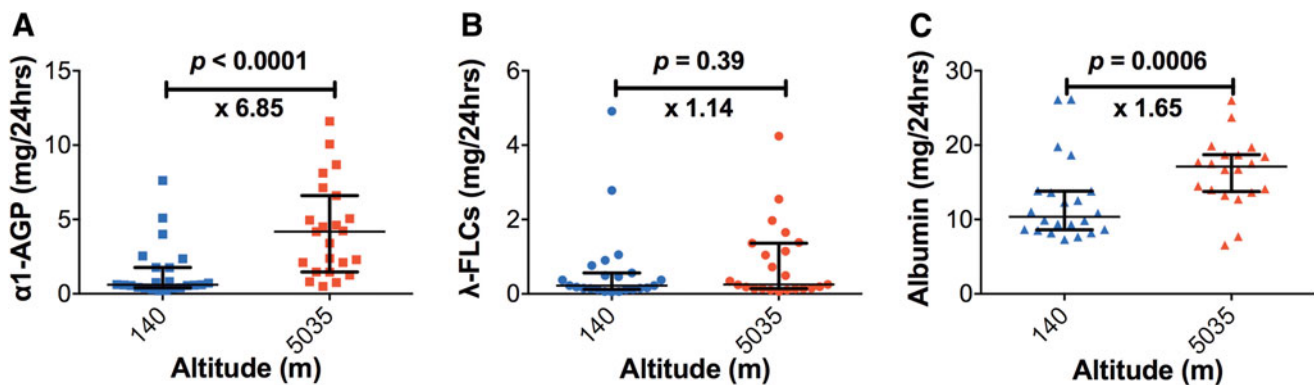 A
p < 0.0001
x 6.85
α1-AGP (mg/24hrs)
15
10
5
0
140
5035
Altitude (m)
B
p = 0.39
x 1.14
λ-FLCs (mg/24hrs)
6
4
2
0
140
5035
Altitude (m)
C
p = 0.0006
x 1.65
Albumin (mg/24hrs)
30
20
10
0
140
5035
Altitude (m)